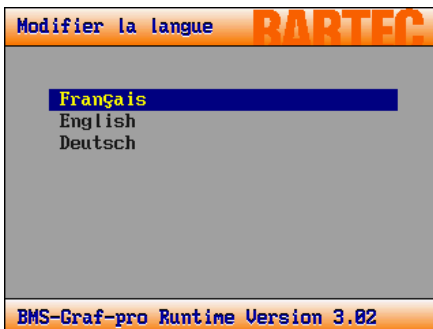 Modifier la langue BARTEC
Français
English
Deutsch
BMS-Graf-pro Runtime Version 3.02